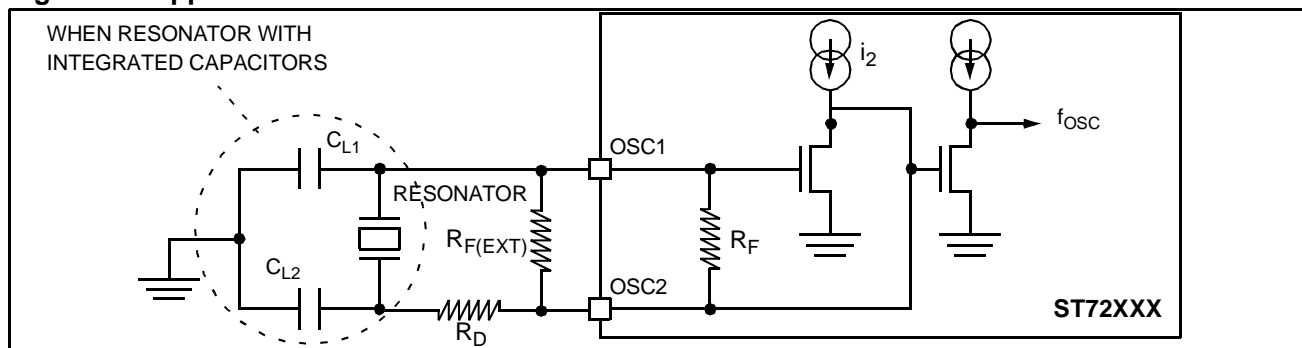 WHEN RESONATOR WITH
INTEGRATED CAPACITORS
i2
fOSC
CL1
OSC1
RESONATOR
RF(EXT)
RF
CL2
OSC2
RD
ST72XXX